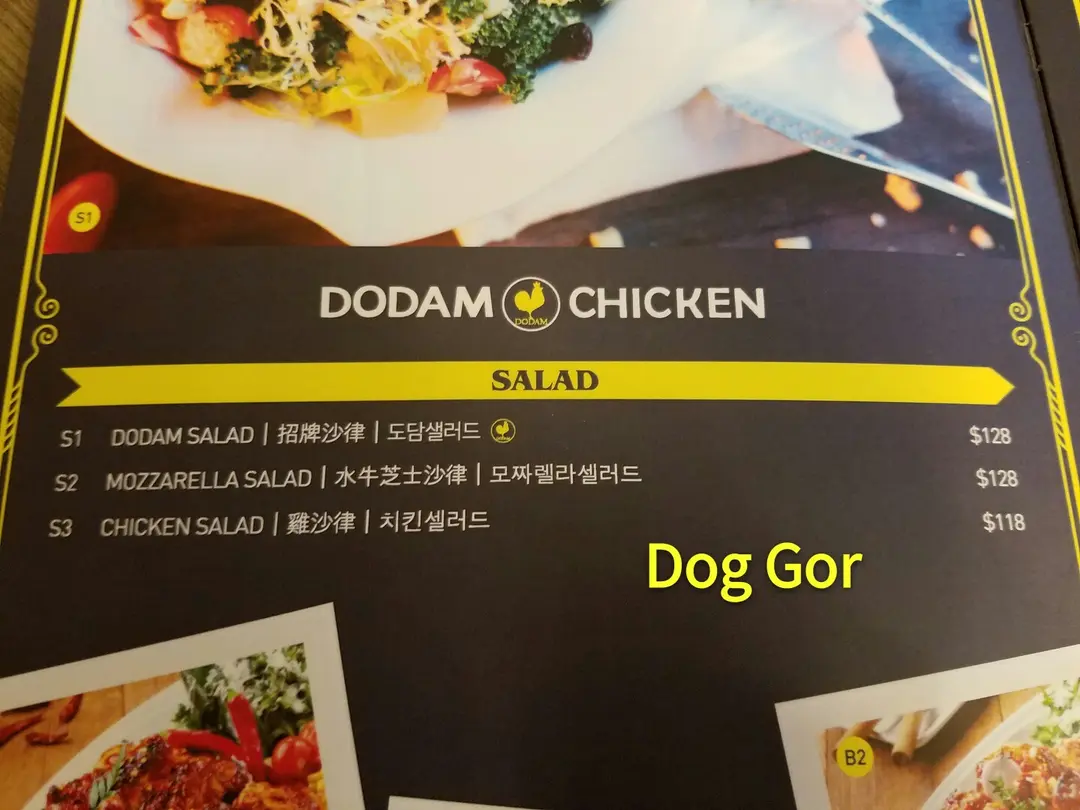 S1
DODAM DODAM CHICKEN
SALAD
S1 DODAM SALAD | 招牌沙律 | 도담샐러드 $128
S2 MOZZARELLA SALAD | 水牛芝士沙律 | 모짜렐라셀러드 $128
S3 CHICKEN SALAD | 雞沙律 | 치킨셀러드 $118
Dog Gor
B2